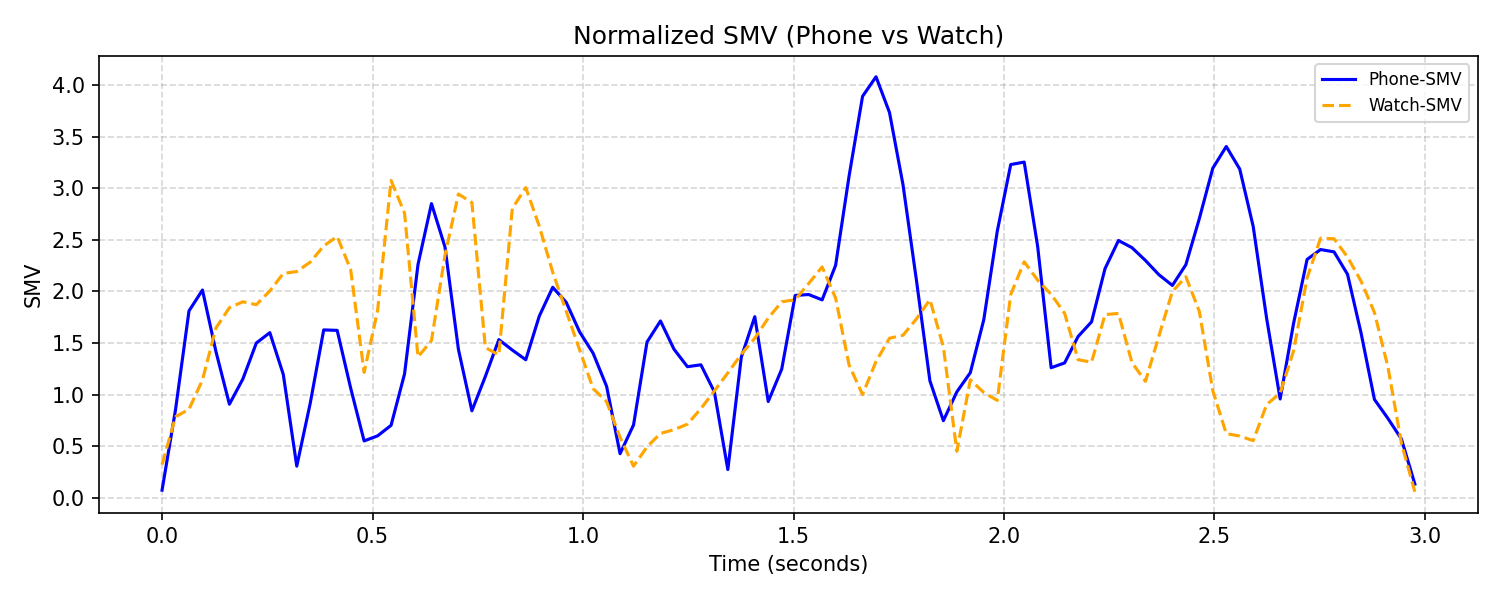 Normalized SMV (Phone vs Watch)
Phone-SMV
Watch-SMV
SMV
4.0
3.5
3.0
2.5
2.0
1.5
1.0
0.5
0.0
0.0 0.5 1.0 1.5 2.0 2.5 3.0
Time (seconds)